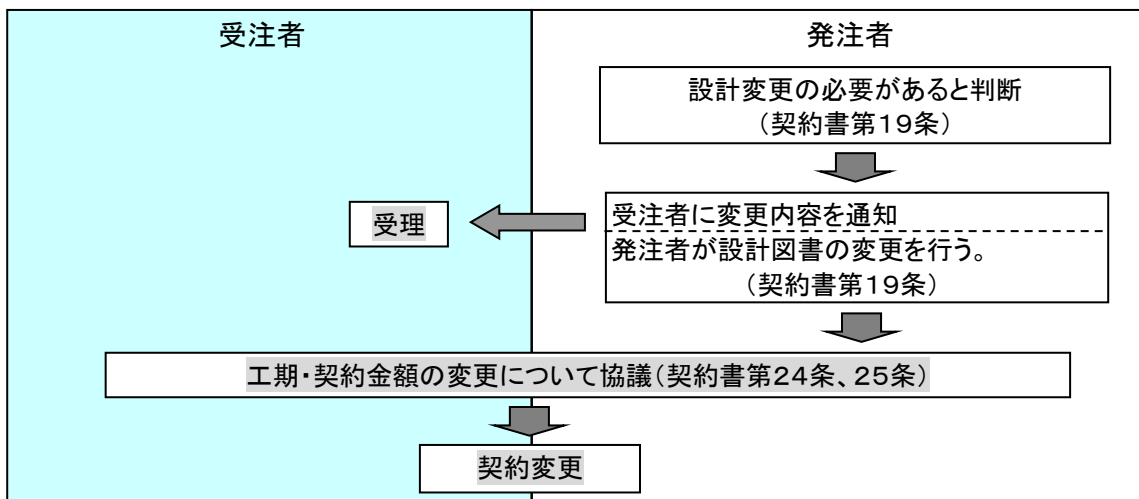 受注者
発注者
設計変更の必要があると判断
（契約書第１９条）
受理
受注者に変更内容を通知
発注者が設計図書の変更を行う。
（契約書第１９条）
工期・契約金額の変更について協議（契約書第２４条、２５条）
契約変更